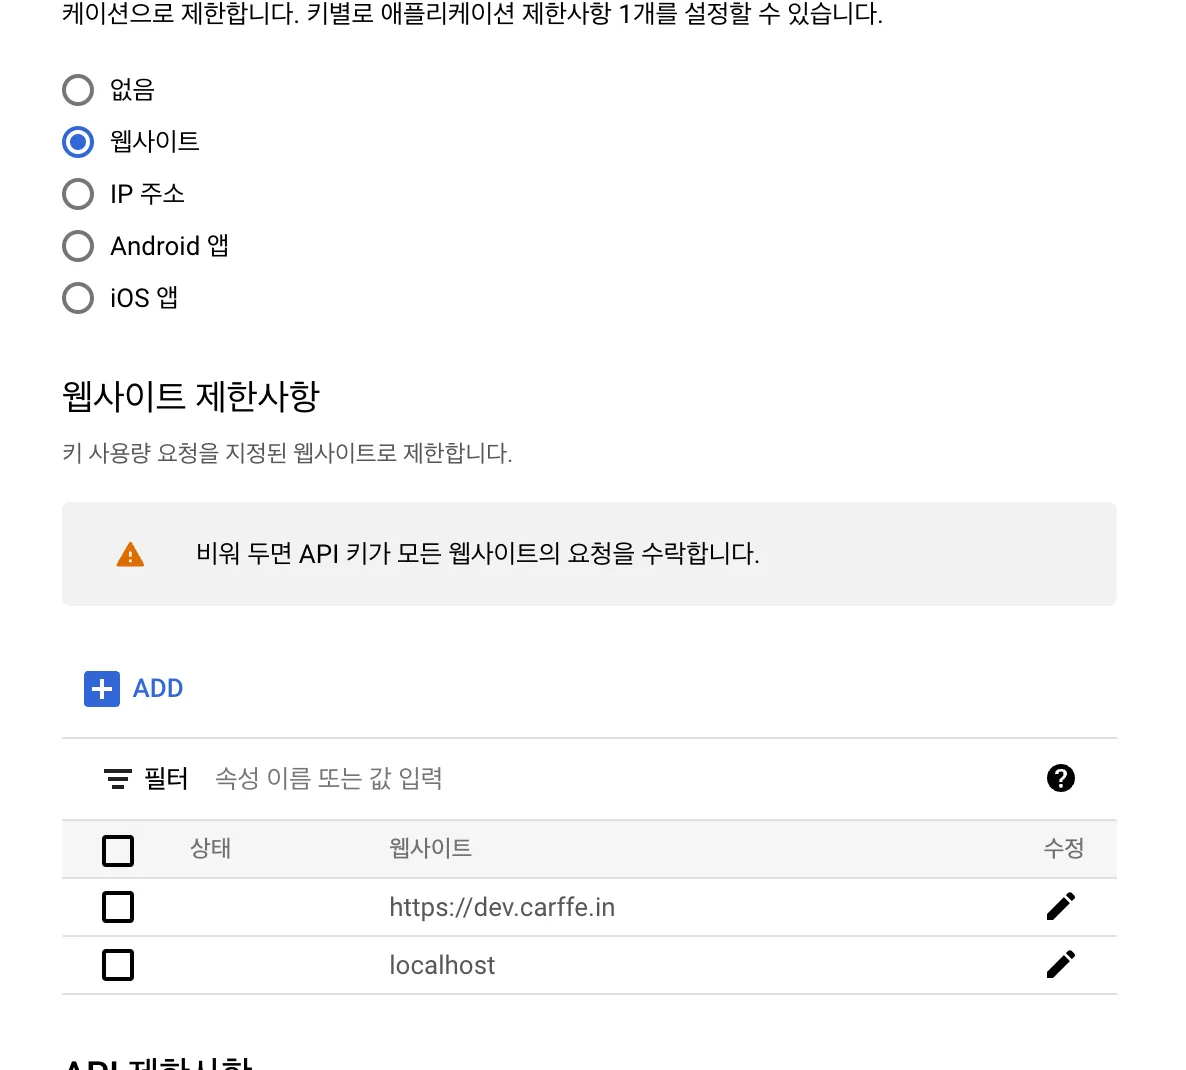 케이션으로 제한합니다. 키별로 애플리케이션 제한사항 1개를 설정할 수 있습니다.
없음
웹사이트
IP 주소
Android 앱
iOS 앱
웹사이트 제한사항
키 사용량 요청을 지정된 웹사이트로 제한합니다.
비워 두면 API 키가 모든 웹사이트의 요청을 수락합니다.
ADD
필터 속성 이름 또는 값 입력
상태 웹사이트 수정
https://dev.carffe.in
localhost
API 제한사항